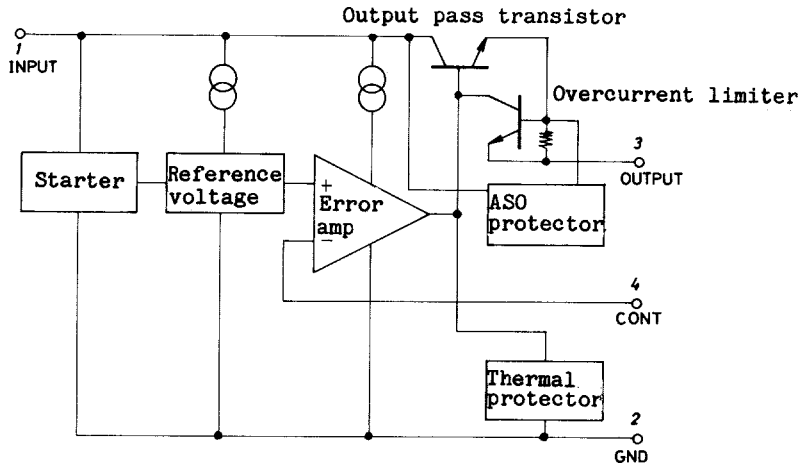 Output pass transistor
1
INPUT
Overcurrent limiter
3
OUTPUT
Starter
Reference
voltage
+
Error
amp
−
ASO
protector
4
CONT
Thermal
protector
2
GND